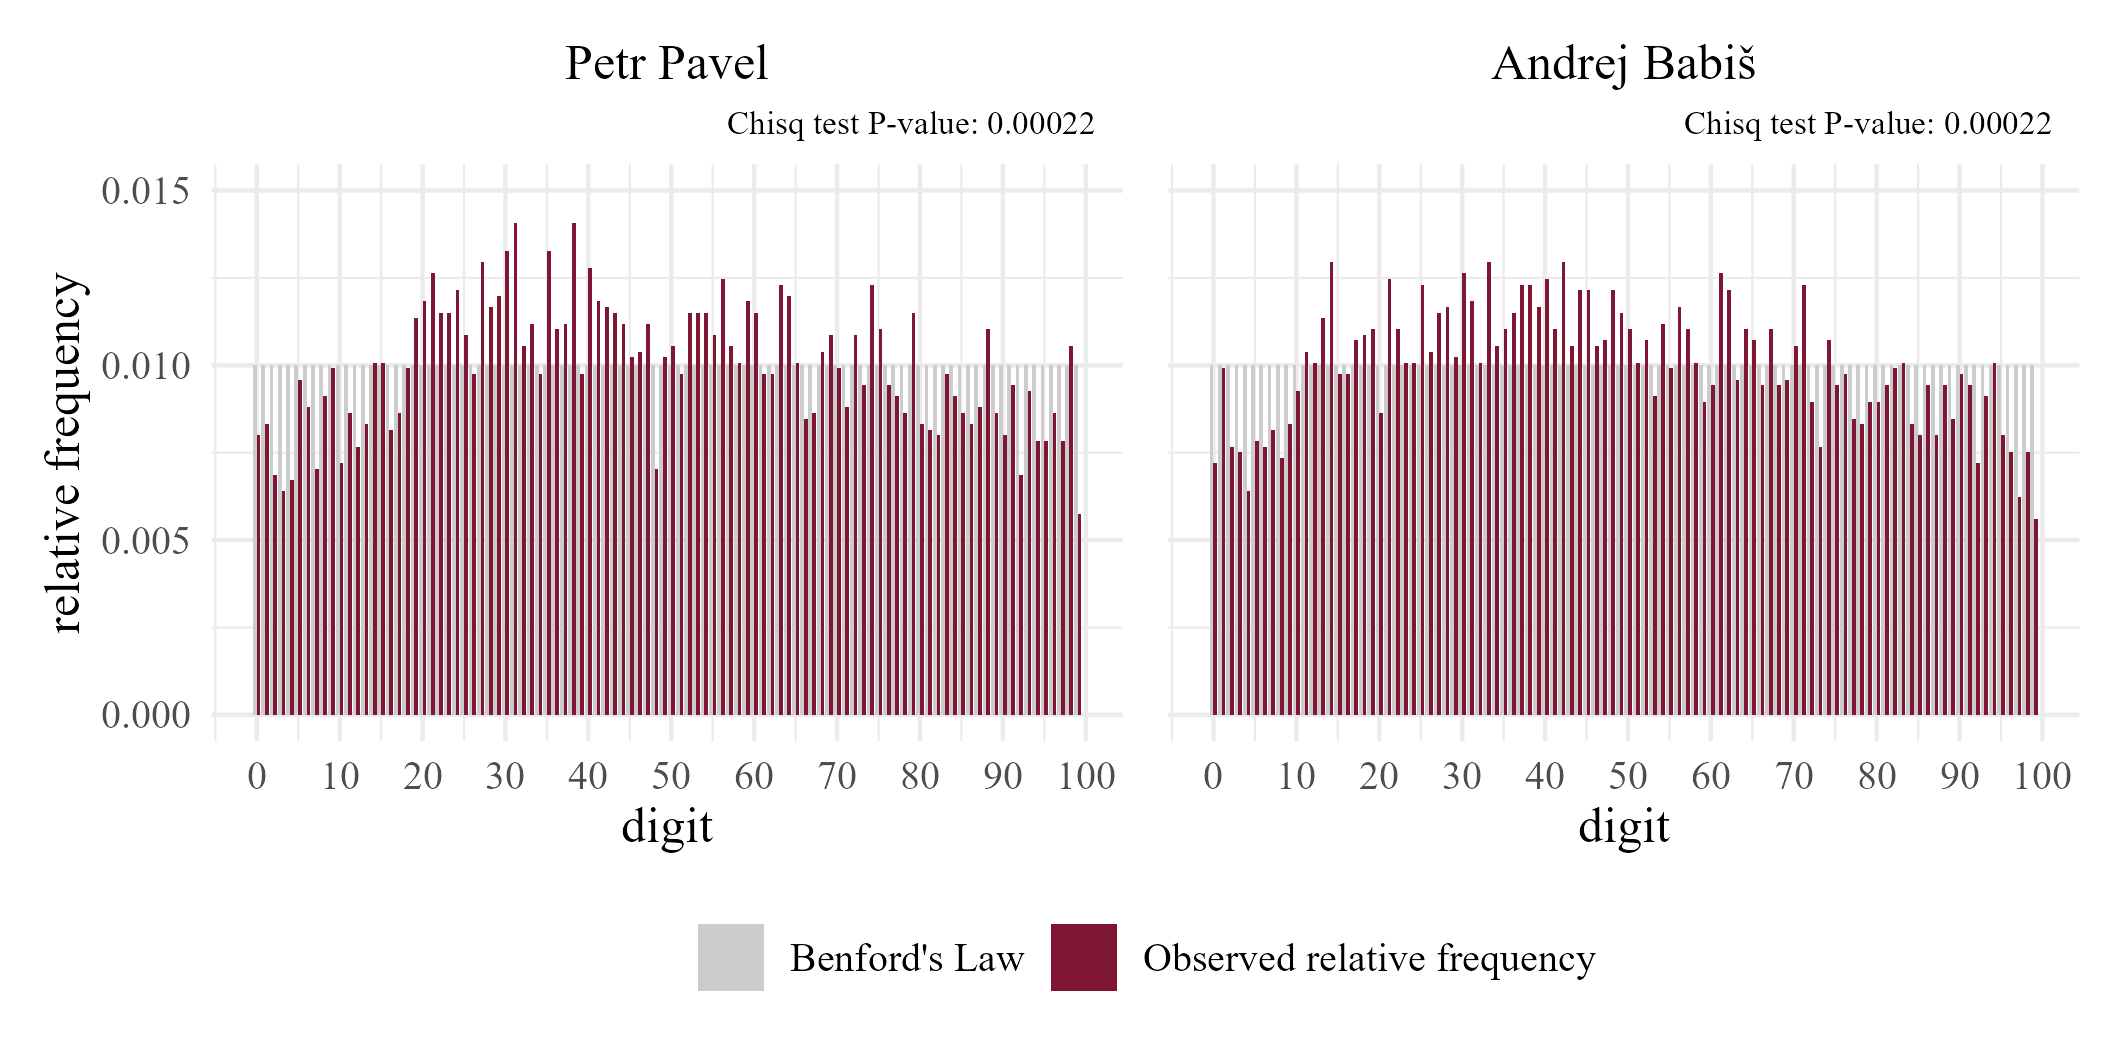 Petr Pavel
Andrej Babiš
Chisq test P-value: 0.00022
Chisq test P-value: 0.00022
relative frequency
0.015
0.010
0.005
0.000
0 10 20 30 40 50 60 70 80 90 100
0 10 20 30 40 50 60 70 80 90 100
digit
digit
Benford's Law
Observed relative frequency